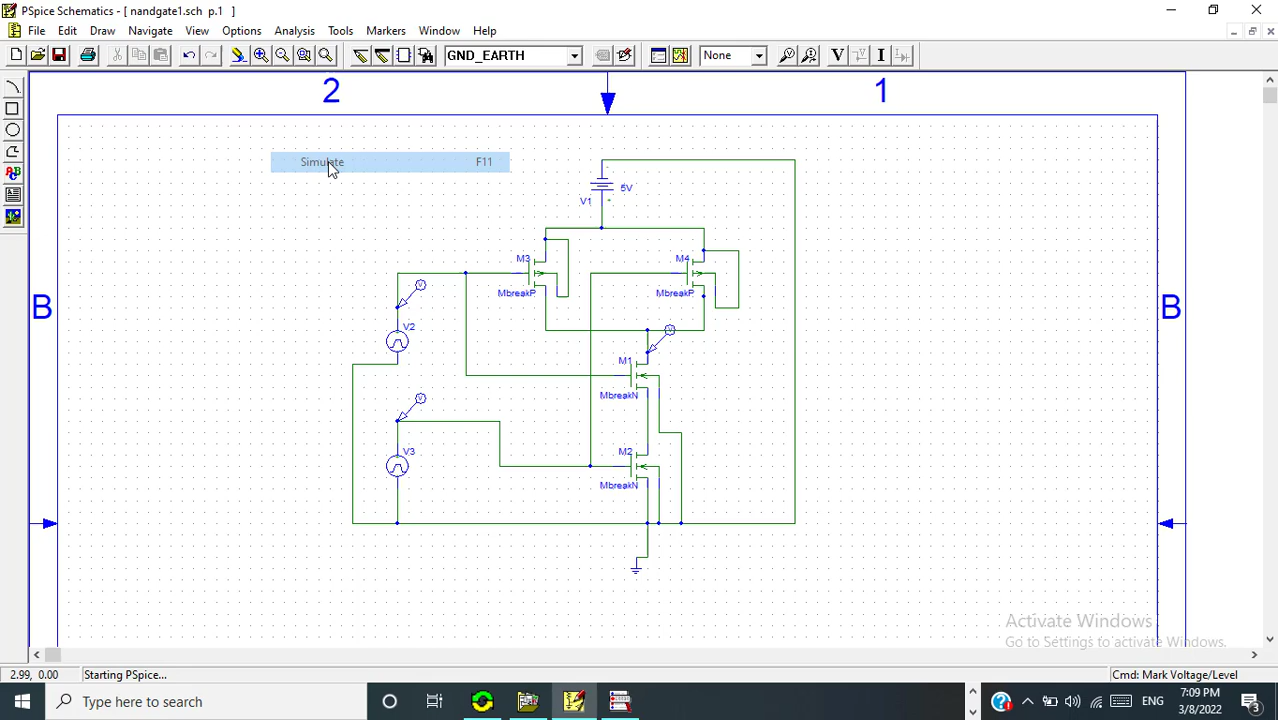 PSpice Schematics - [ nandgate1.sch p.1 ]
File Edit Draw Navigate View Options Analysis Tools Markers Window Help
GND_EARTH
None
V
I
2
1
Simulate F11
-
5V
V1
+
M3
M4
MbreakP
MbreakP
B
B
V2
V
V
M1
MbreakN
V
V3
M2
MbreakN
Activate Windows
Go to Settings to activate Windows.
2.99, 0.00 Starting PSpice... Cmd: Mark Voltage/Level
Type here to search
ENG
7:09 PM
3/8/2022
3